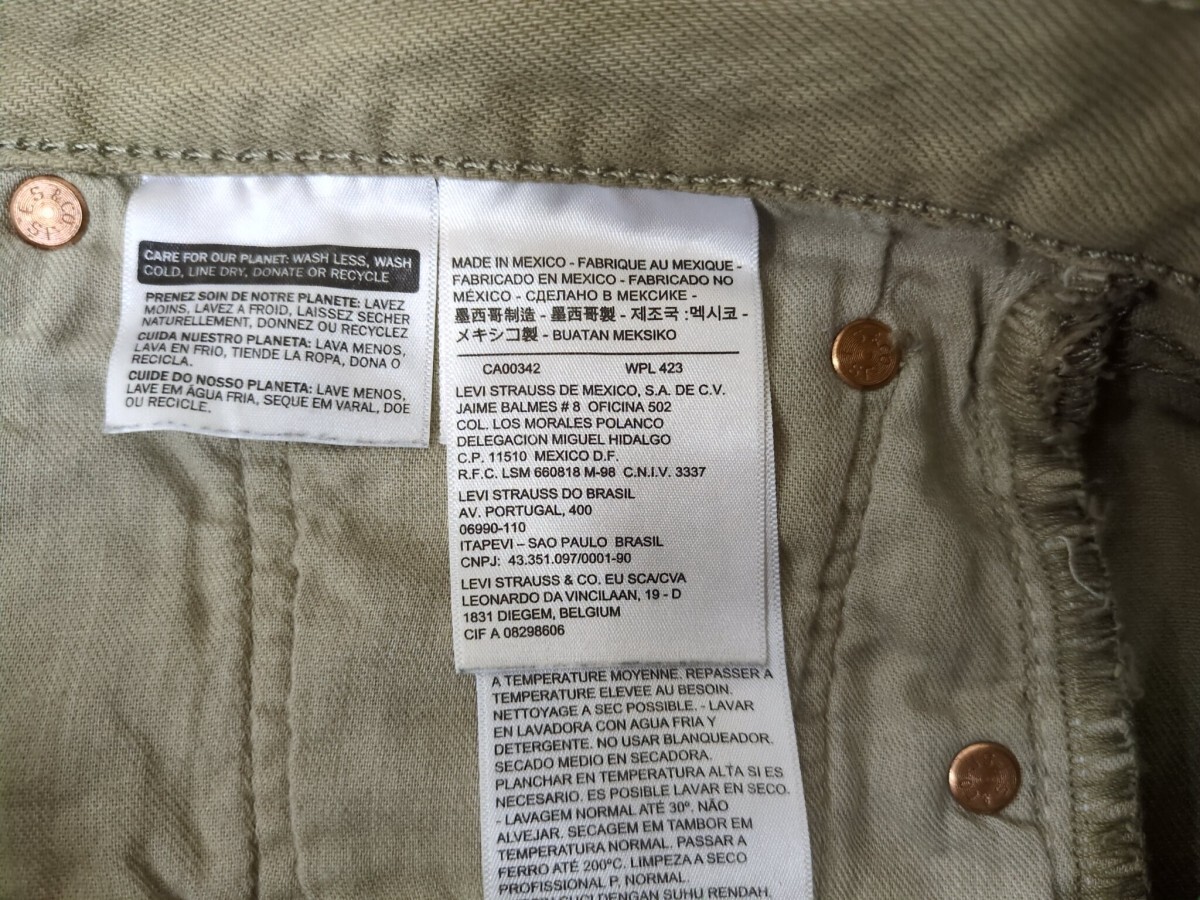 CARE FOR OUR PLANET: WASH LESS, WASH
COLD, LINE DRY, DONATE OR RECYCLE
PRENEZ SOIN DE NOTRE PLANETE: LAVEZ
MOINS, LAVEZ A FROID, LAISSEZ SECHER
NATURELLEMENT, DONNEZ OU RECYCLEZ
CUIDA NUESTRO PLANETA: LAVA MENOS,
LAVA EN FRIO, TIENDE LA ROPA, DONA O
RECICLA.
CUIDE DO NOSSO PLANETA: LAVE MENOS,
LAVE EM ÁGUA FRIA, SEQUE EM VARAL, DOE
OU RECICLE.
MADE IN MEXICO - FABRIQUE AU MEXIQUE -
FABRICADO EN MEXICO - FABRICADO NO
MÉXICO - СДЕЛАНО В МЕКСИКЕ -
墨西哥制造 - 墨西哥製 - 제조국 :멕시코 -
メキシコ製 - BUATAN MEKSIKO
CA00342 WPL 423
LEVI STRAUSS DE MEXICO, S.A. DE C.V.
JAIME BALMES # 8 OFICINA 502
COL. LOS MORALES POLANCO
DELEGACION MIGUEL HIDALGO
C.P. 11510 MEXICO D.F.
R.F.C. LSM 660818 M-98 C.N.I.V. 3337
LEVI STRAUSS DO BRASIL
AV. PORTUGAL, 400
06990-110
ITAPEVI – SAO PAULO BRASIL
CNPJ: 43.351.097/0001-90
LEVI STRAUSS & CO. EU SCA/CVA
LEONARDO DA VINCILAAN, 19 - D
1831 DIEGEM, BELGIUM
CIF A 08298606
A TEMPERATURE MOYENNE. REPASSER A
TEMPERATURE ELEVEE AU BESOIN.
NETTOYAGE A SEC POSSIBLE. - LAVAR
EN LAVADORA CON AGUA FRIA Y
DETERGENTE. NO USAR BLANQUEADOR.
SECADO MEDIO EN SECADORA.
PLANCHAR EN TEMPERATURA ALTA SI ES
NECESARIO. ES POSIBLE LAVAR EN SECO.
- LAVAGEM NORMAL ATÉ 30º. NÃO
ALVEJAR. SECAGEM EM TAMBOR EM
TEMPERATURA NORMAL. PASSAR A
FERRO ATÉ 200ºC. LIMPEZA A SECO
PROFISSIONAL P, NORMAL.
DENGAN SUHU RENDAH,